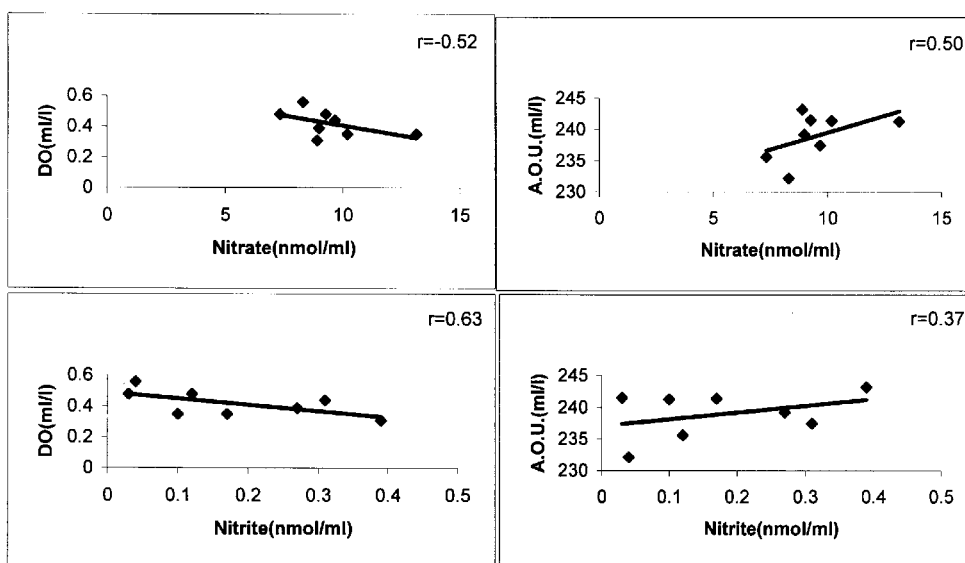 r=-0.52
DO(ml/l)
0.6
0.4
0.2
0
0 5 10 15
Nitrate(nmol/ml)
r=0.50
A.O.U.(ml/l)
245
240
235
230
0 5 10 15
Nitrate(nmol/ml)
r=0.63
DO(ml/l)
0.6
0.4
0.2
0
0 0.1 0.2 0.3 0.4 0.5
Nitrite(nmol/ml)
r=0.37
A.O.U.(ml/l)
245
240
235
230
0 0.1 0.2 0.3 0.4 0.5
Nitrite(nmol/ml)